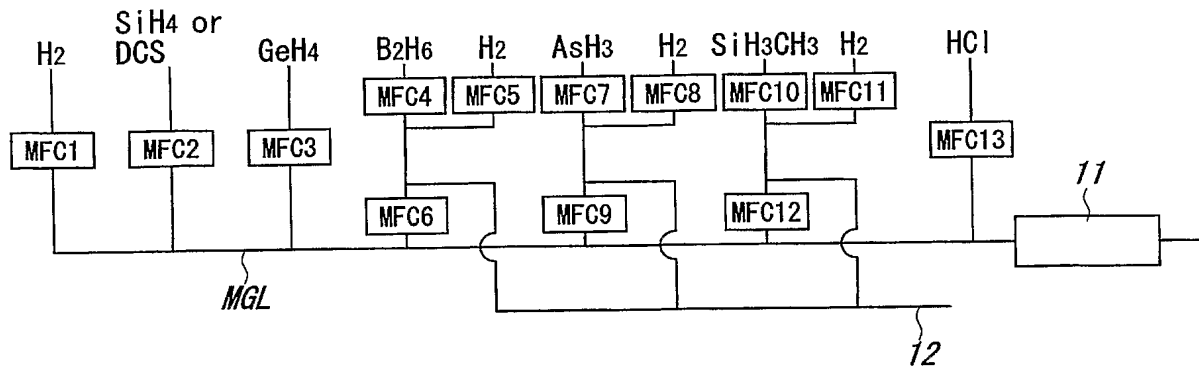 H2
SiH4 or
DCS
GeH4
B2H6
H2
AsH3
H2
SiH3CH3
H2
HCl
MFC1
MFC2
MFC3
MFC4
MFC5
MFC7
MFC8
MFC10
MFC11
MFC13
MFC6
MFC9
MFC12
11
MGL
12